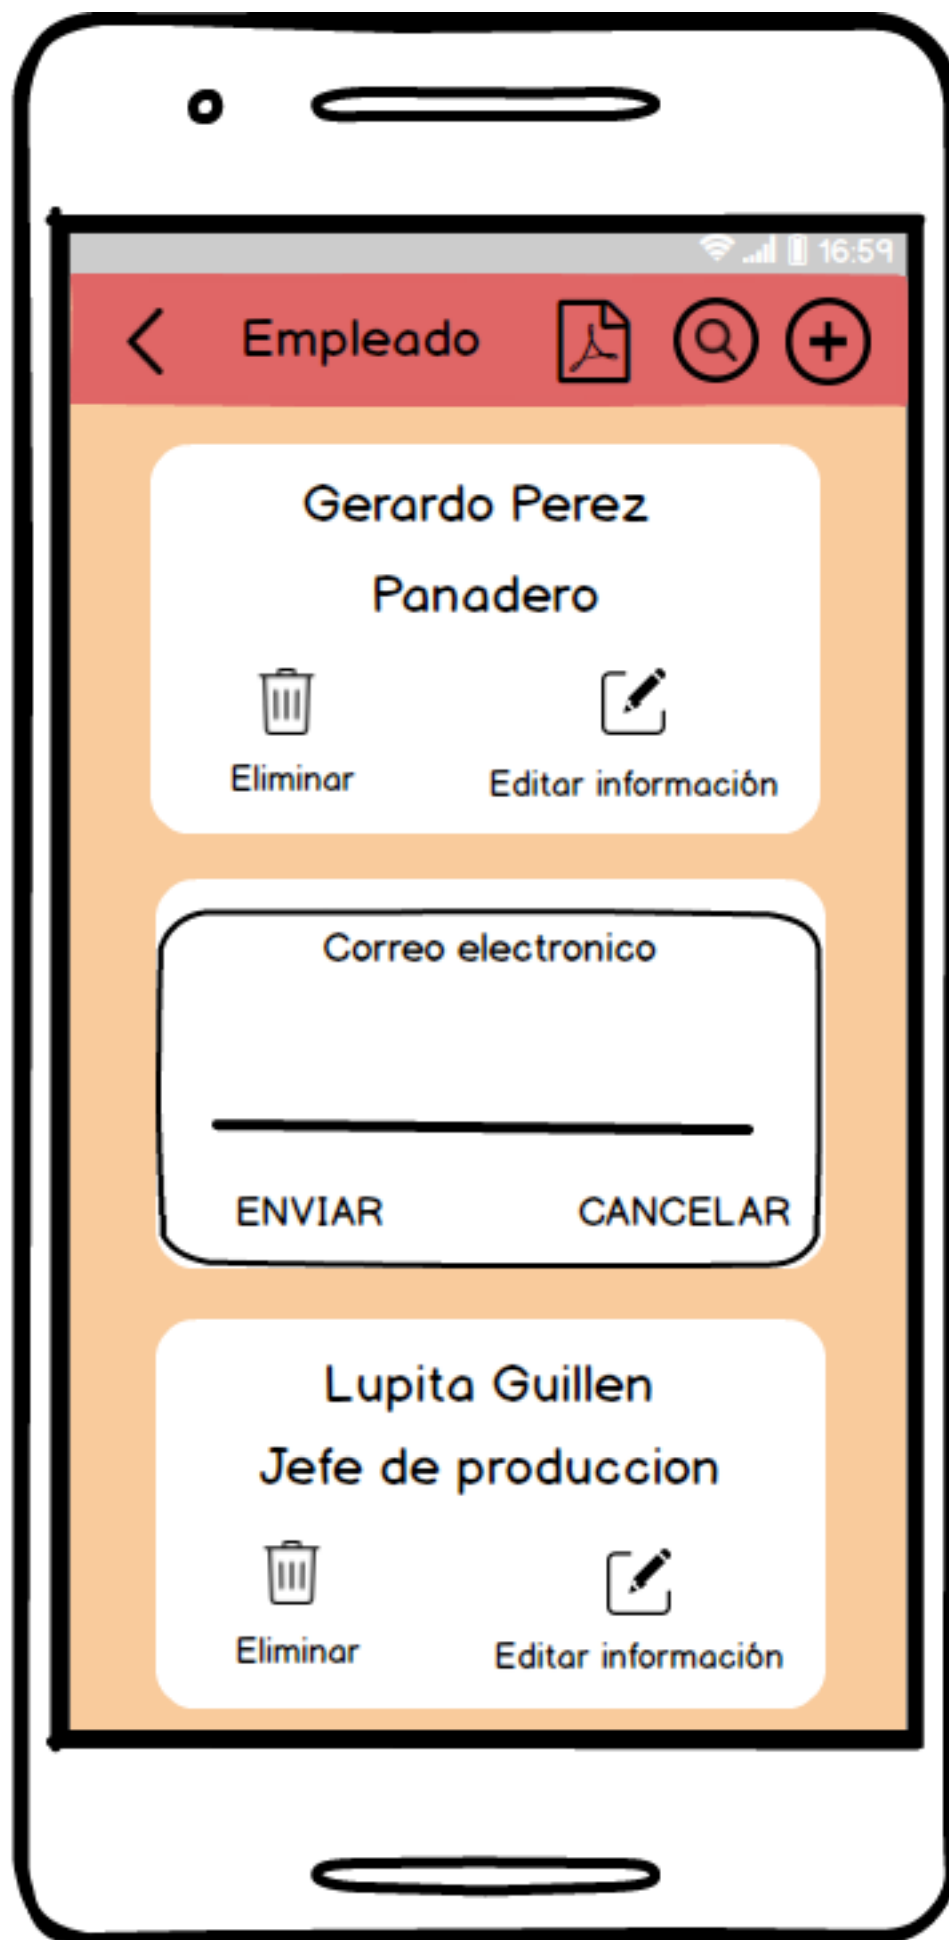 16:59
Empleado
Gerardo Perez
Panadero
Eliminar
Editar información
Correo electronico
ENVIAR
CANCELAR
Lupita Guillen
Jefe de produccion
Eliminar
Editar información